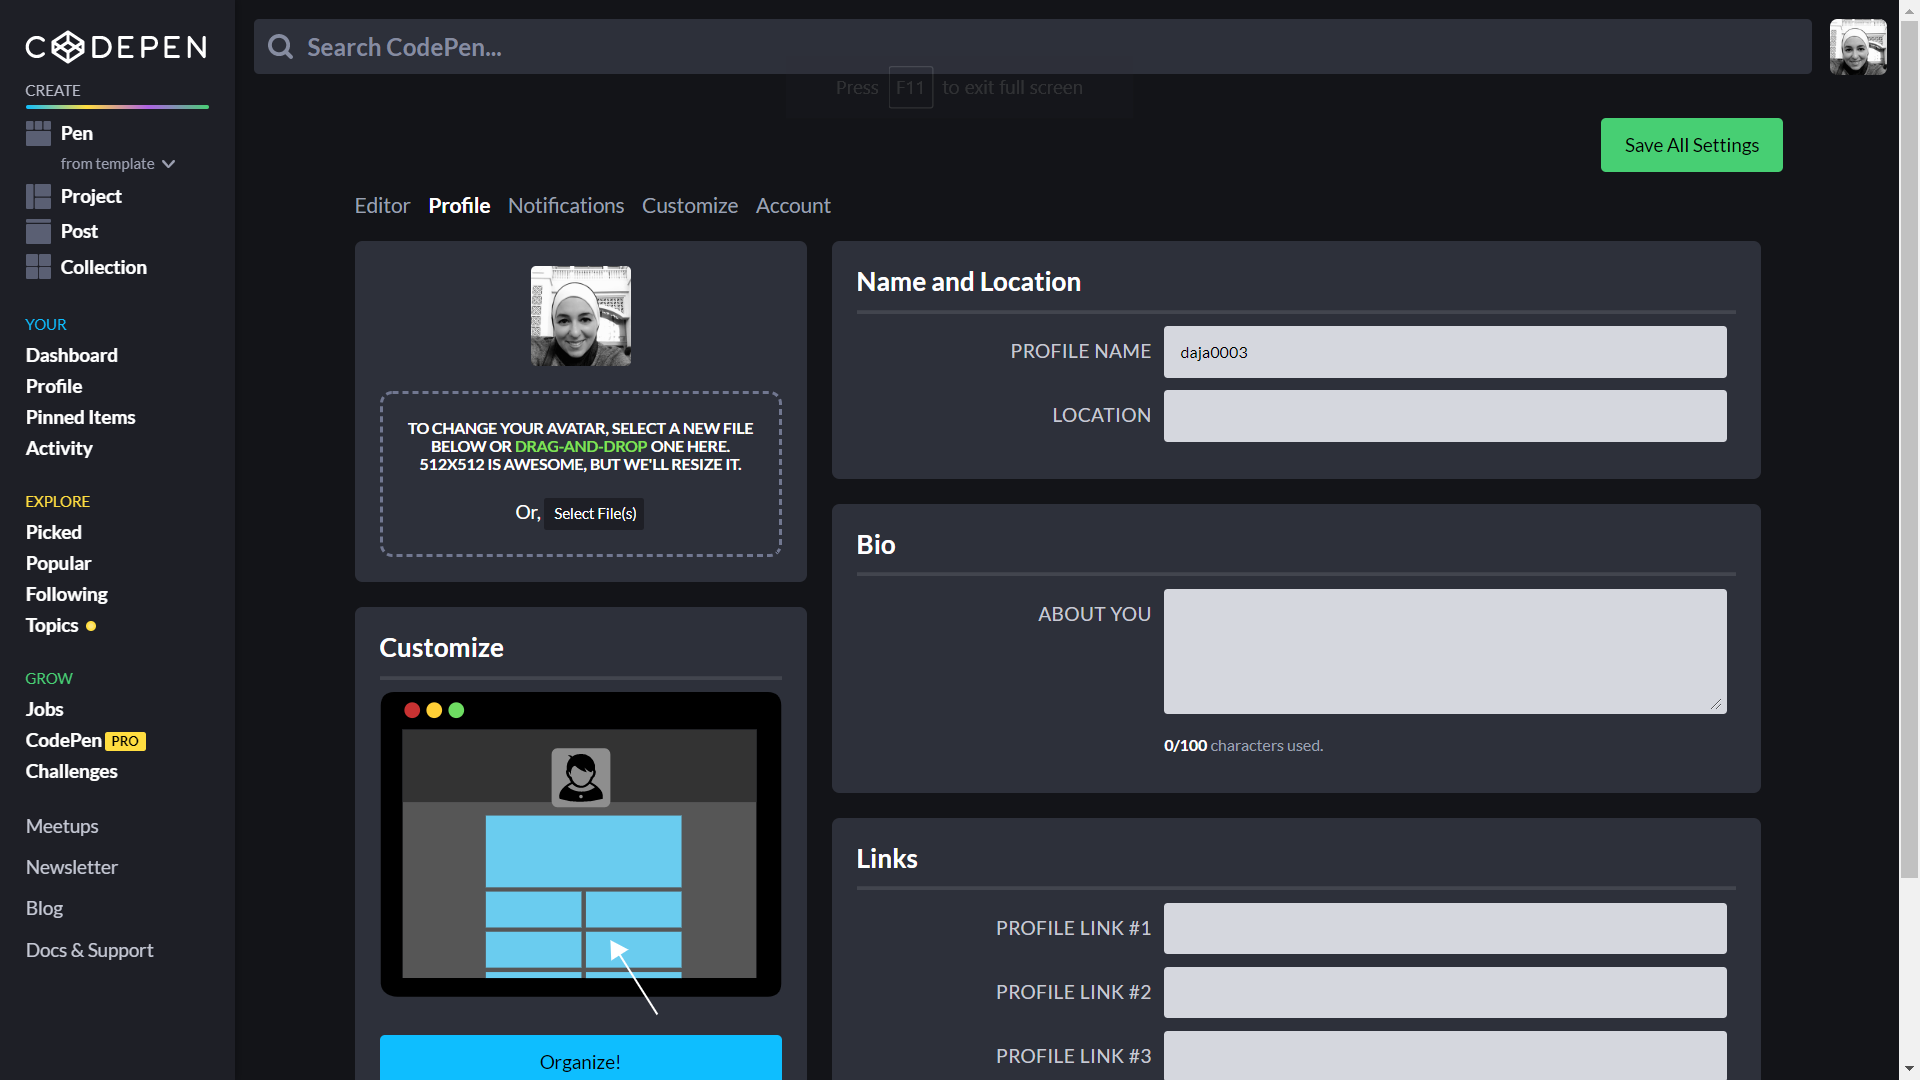 CODEPEN
Search CodePen...
Press F11 to exit full screen
CREATE
Pen
from template
Project
Post
Collection
YOUR
Dashboard
Profile
Pinned Items
Activity
EXPLORE
Picked
Popular
Following
Topics
GROW
Jobs
CodePen PRO
Challenges
Meetups
Newsletter
Blog
Docs & Support
Save All Settings
Editor Profile Notifications Customize Account
TO CHANGE YOUR AVATAR, SELECT A NEW FILE
BELOW OR DRAG-AND-DROP ONE HERE.
512X512 IS AWESOME, BUT WE'LL RESIZE IT.
Or, Select File(s)
Customize
Organize!
Name and Location
PROFILE NAME daja0003
LOCATION
Bio
ABOUT YOU
0/100 characters used.
Links
PROFILE LINK #1
PROFILE LINK #2
PROFILE LINK #3